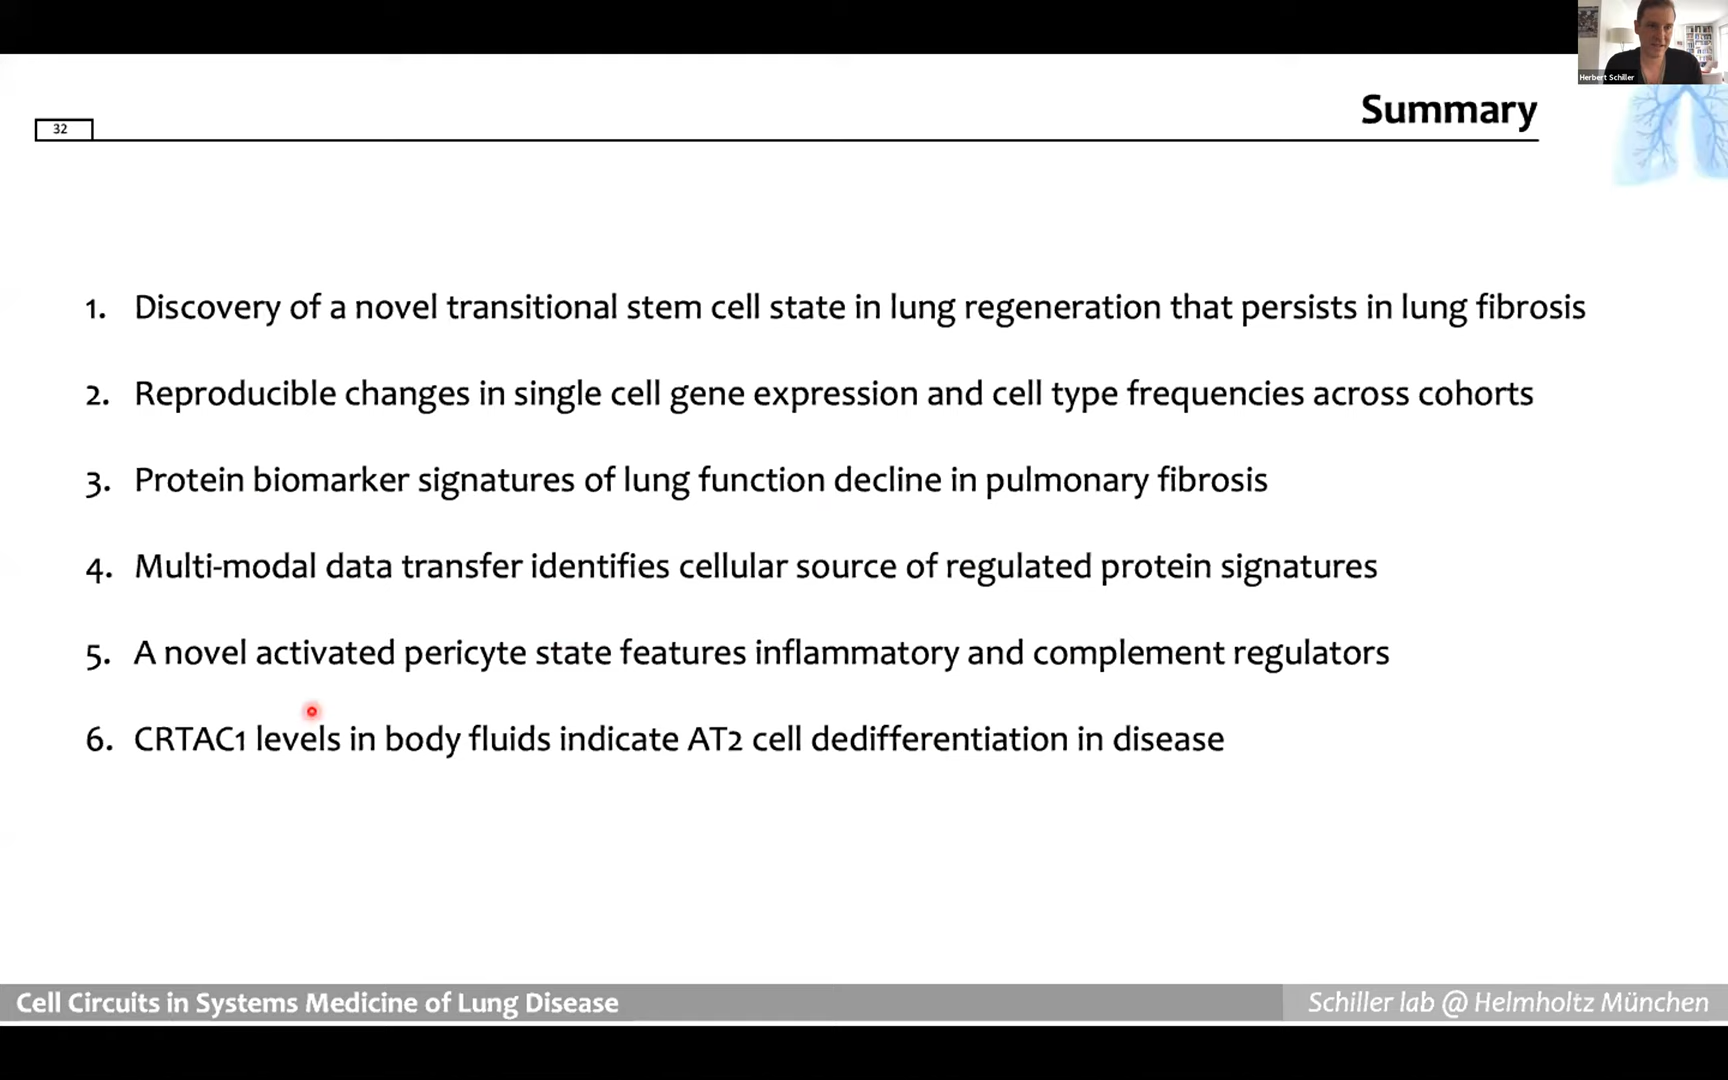 Herbert Schiller
Summary
32
1. Discovery of a novel transitional stem cell state in lung regeneration that persists in lung fibrosis
2. Reproducible changes in single cell gene expression and cell type frequencies across cohorts
3. Protein biomarker signatures of lung function decline in pulmonary fibrosis
4. Multi-modal data transfer identifies cellular source of regulated protein signatures
5. A novel activated pericyte state features inflammatory and complement regulators
6. CRTAC1 levels in body fluids indicate AT2 cell dedifferentiation in disease
Cell Circuits in Systems Medicine of Lung Disease
Schiller lab @ Helmholtz München